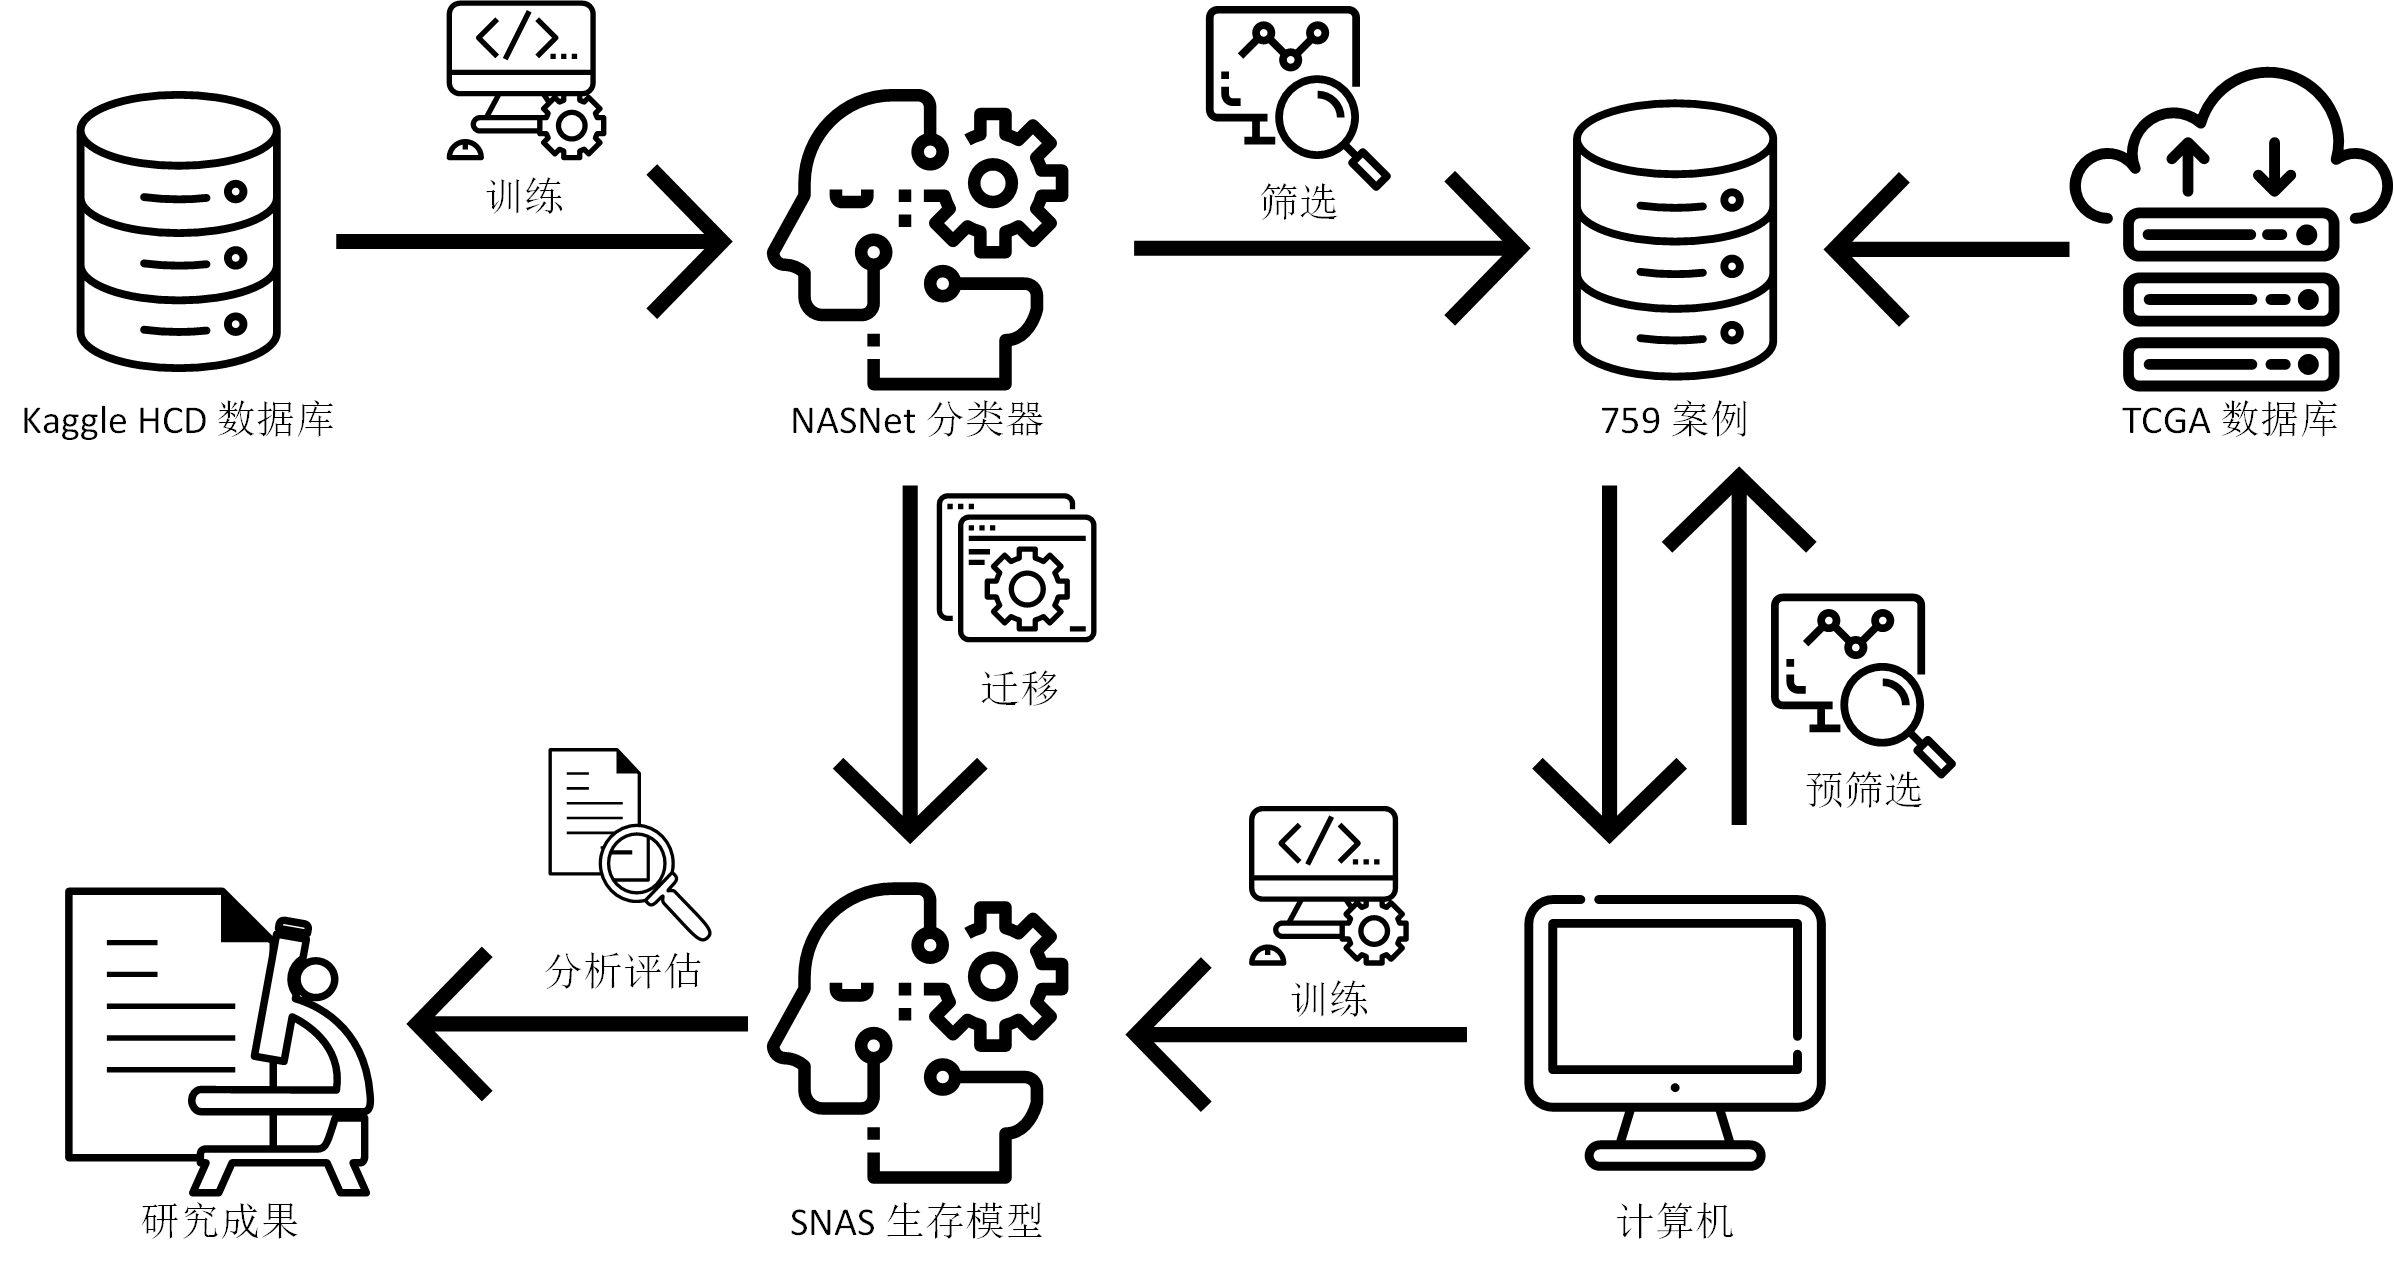 训练
筛选
Kaggle HCD 数据库
NASNet 分类器
759 案例
TCGA 数据库
迁移
预筛选
分析评估
训练
研究成果
SNAS 生存模型
计算机